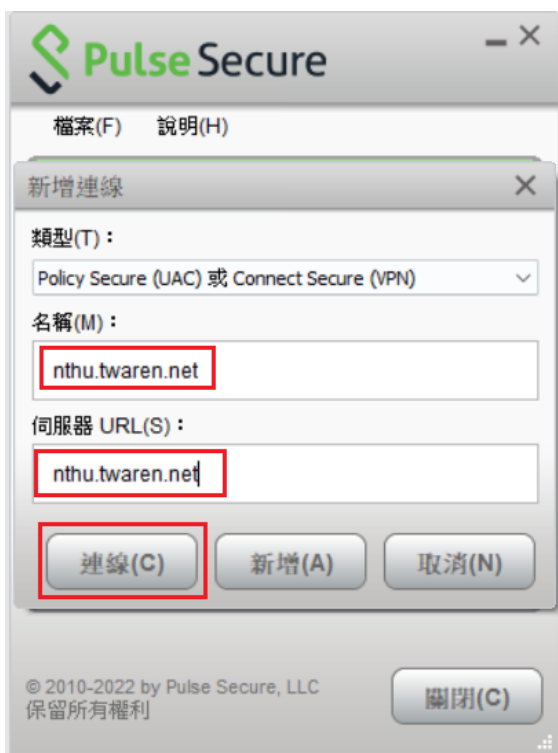 Pulse Secure
檔案(F) 說明(H)
新增連線
類型(T)：
Policy Secure (UAC) 或 Connect Secure (VPN)
名稱(M)：
nthu.twaren.net
伺服器 URL(S)：
nthu.twaren.net
連線(C) 新增(A) 取消(N)
© 2010-2022 by Pulse Secure, LLC
保留所有權利
關閉(C)